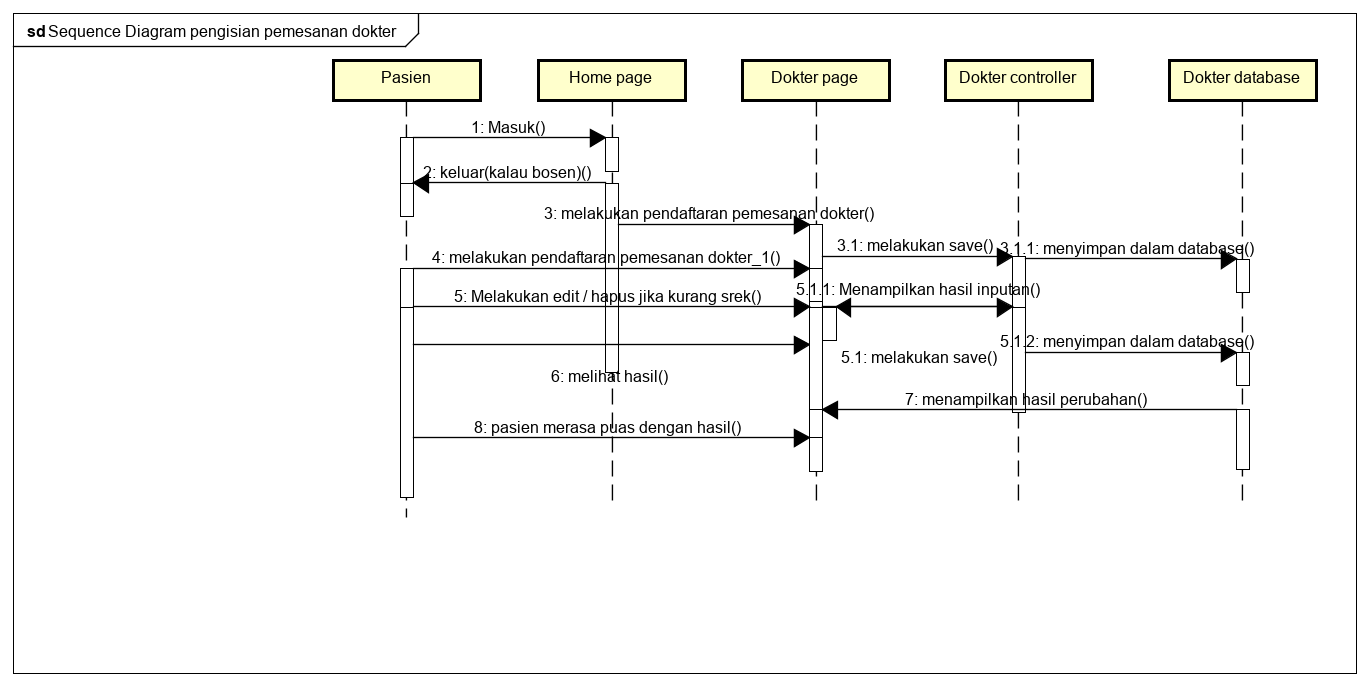 sd Sequence Diagram pengisian pemesanan dokter
Pasien
Home page
Dokter page
Dokter controller
Dokter database
1: Masuk()
2: keluar(kalau bosen)()
3: melakukan pendaftaran pemesanan dokter()
3.1: melakukan save()
3.1.1: menyimpan dalam database()
4: melakukan pendaftaran pemesanan dokter_1()
5.1.1: Menampilkan hasil inputan()
5: Melakukan edit / hapus jika kurang srek()
5.1.2: menyimpan dalam database()
5.1: melakukan save()
6: melihat hasil()
7: menampilkan hasil perubahan()
8: pasien merasa puas dengan hasil()